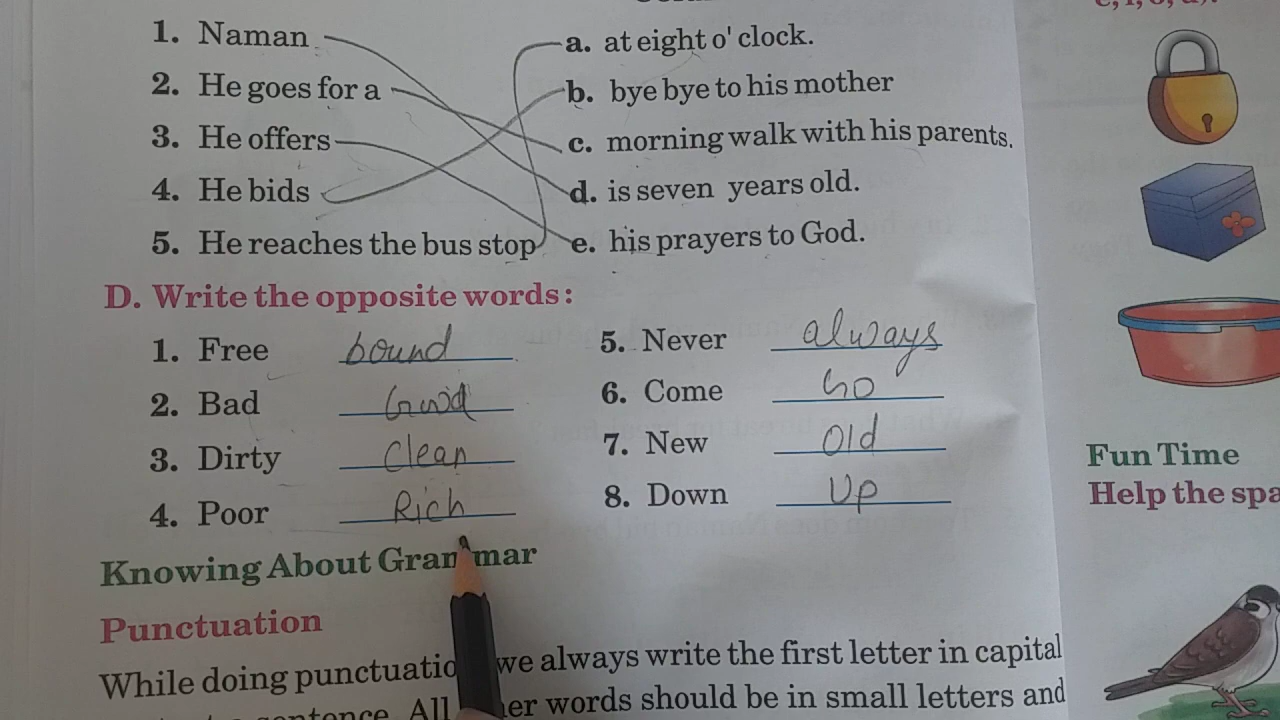 1. Naman a. at eight o' clock.
2. He goes for a b. bye bye to his mother
3. He offers c. morning walk with his parents.
4. He bids d. is seven years old.
5. He reaches the bus stop e. his prayers to God.
D. Write the opposite words:
1. Free bound 5. Never always
2. Bad Good 6. Come Go
3. Dirty Clean 7. New Old
4. Poor Rich 8. Down Up
Knowing About Grammar
Punctuation
While doing we always write the first letter in capital
All words should be in small letters and
Fun Time
Help the